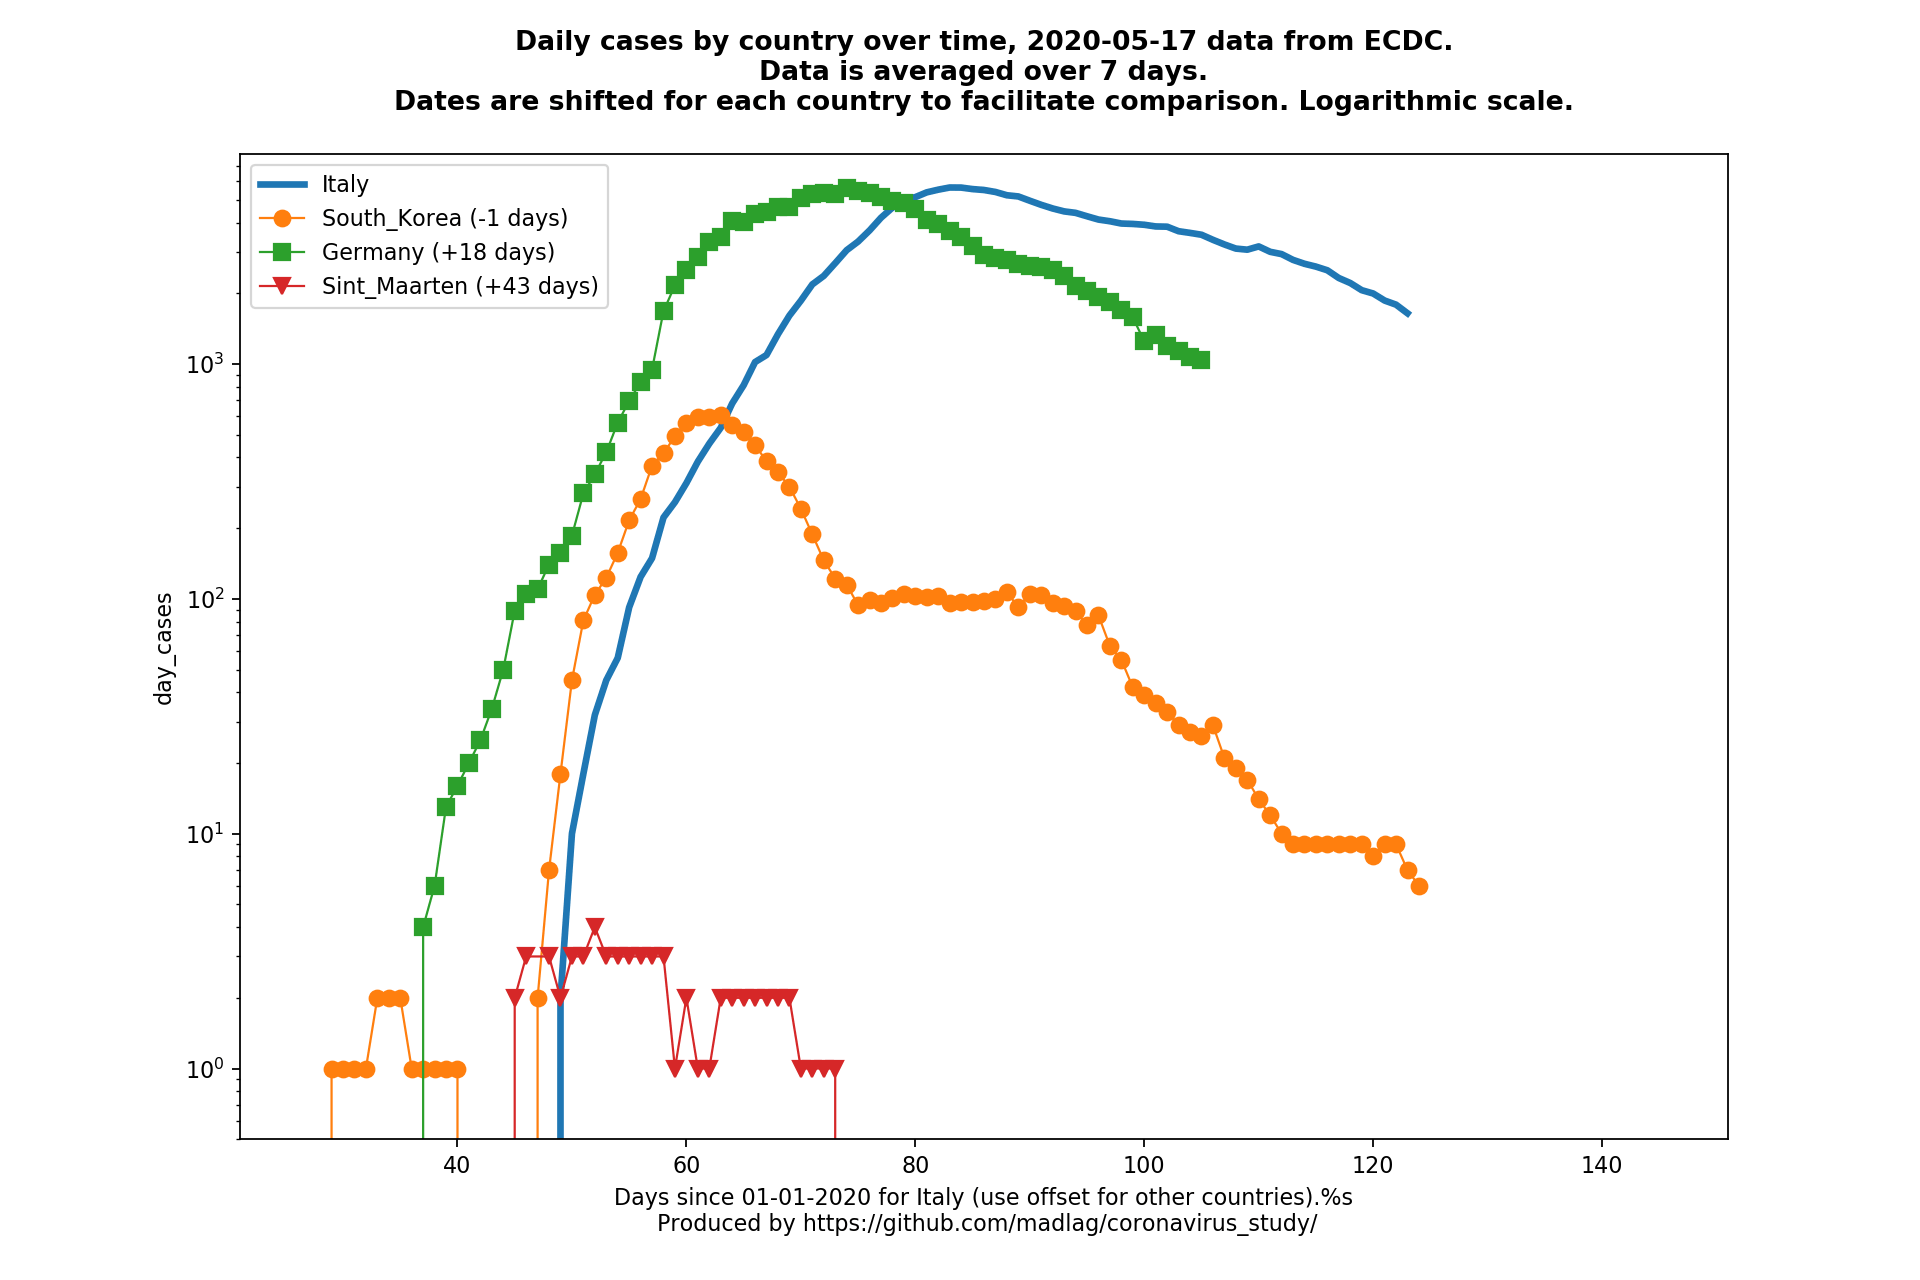 Daily cases by country over time, 2020-05-17 data from ECDC.
Data is averaged over 7 days.
Dates are shifted for each country to facilitate comparison. Logarithmic scale.
Italy
South_Korea (-1 days)
Germany (+18 days)
Sint_Maarten (+43 days)
day_cases
10³
10²
10¹
10⁰
40 60 80 100 120 140
Days since 01-01-2020 for Italy (use offset for other countries).%s
Produced by https://github.com/madlag/coronavirus_study/